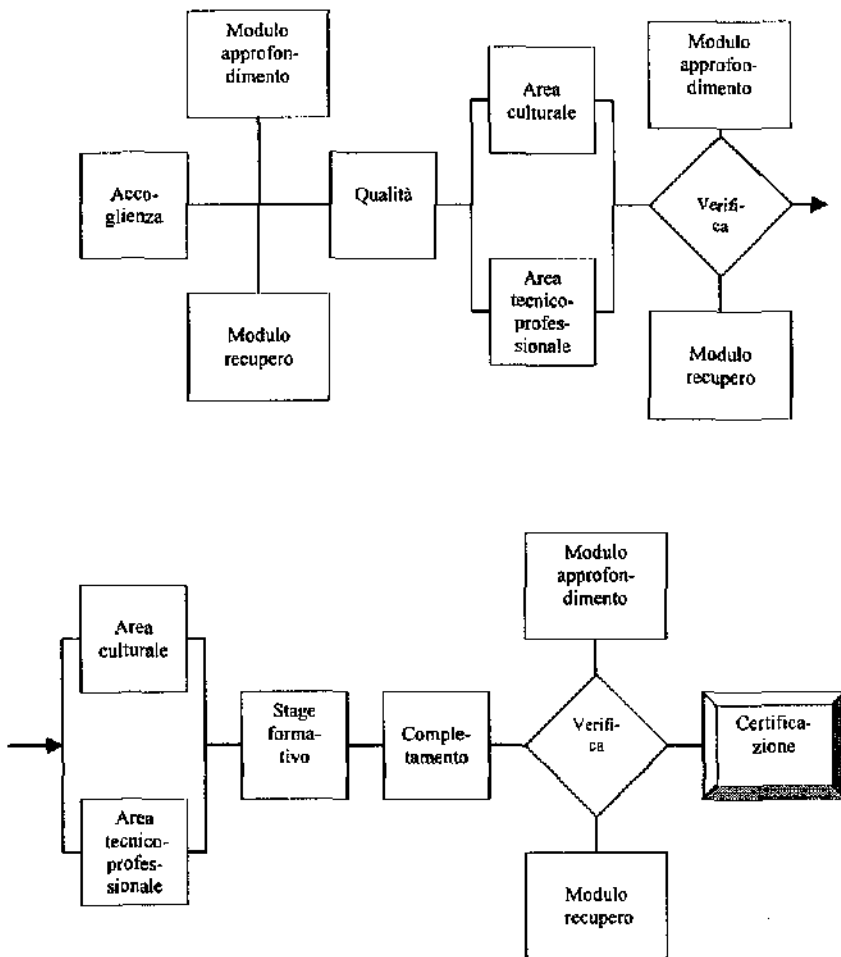 Modulo
approfon-
dimento
Acco-
glienza
Modulo
recupero
Qualità
Area
culturale
Area
tecnico-
profes-
sionale
Modulo
approfon-
dimento
Verifi-
ca
Modulo
recupero
Area
culturale
Area
tecnico-
profes-
sionale
Stage
forma-
tivo
Comple-
tamento
Modulo
approfon-
dimento
Verifi-
ca
Modulo
recupero
Certifica-
zione